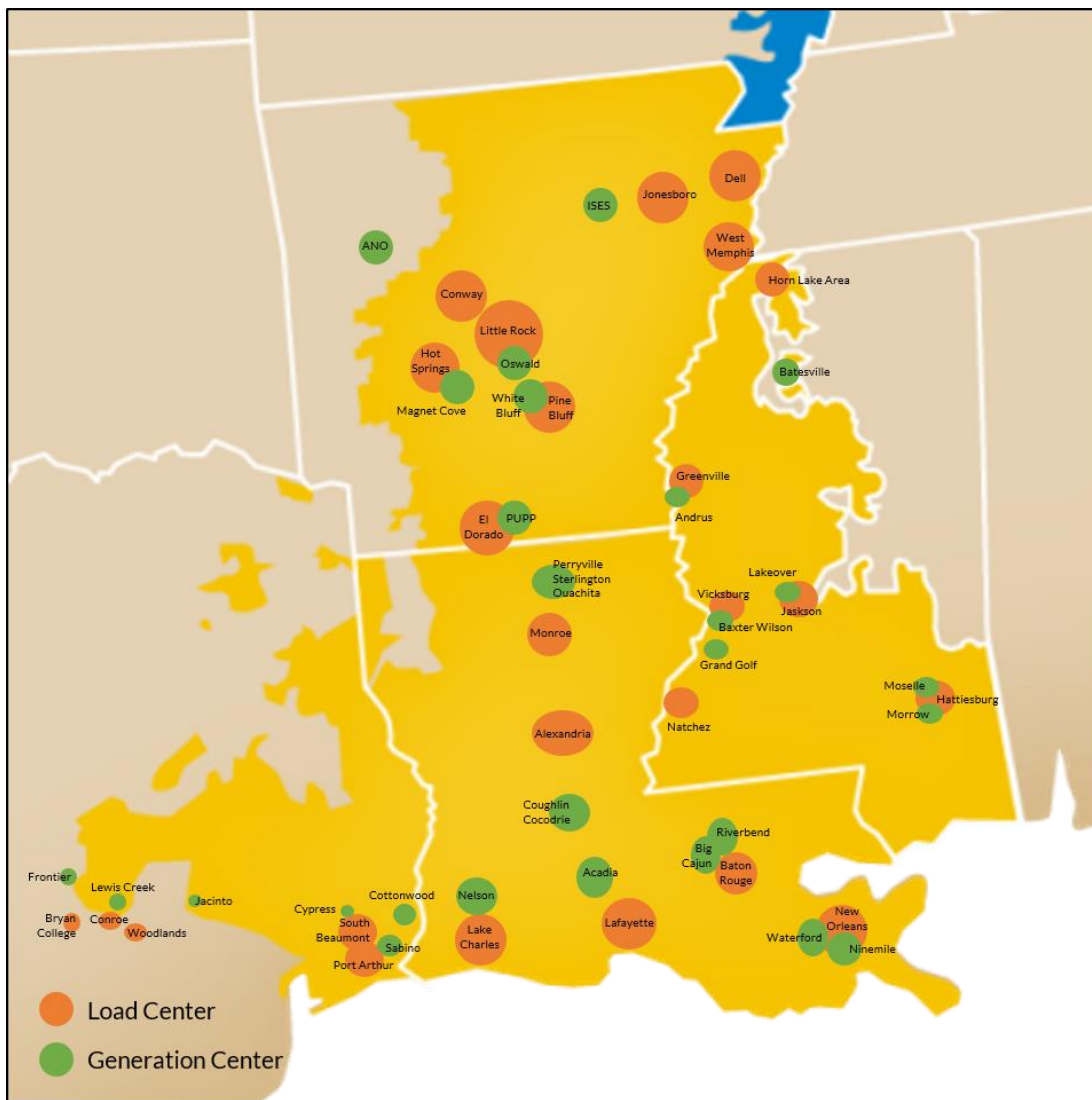 Dell
Jonesboro
ISES
West
Memphis
ANO
Horn Lake Area
Conway
Little Rock
Hot
Springs
Oswald
Batesville
Magnet Cove
White
Bluff
Pine
Bluff
Greenville
Andrus
El
Dorado
PUPP
Perryville
Sterlington
Ouachita
Lakeover
Vicksburg
Jaskson
Baxter Wilson
Monroe
Grand Golf
Moselle
Hattiesburg
Morrow
Natchez
Alexandria
Coughlin
Cocodrie
Riverbend
Big
Cajun
Baton
Rouge
Acadia
Frontier
Lewis Creek
Jacinto
Cottonwood
Nelson
Cypress
Bryan
College
Conroe
Woodlands
South
Beaumont
Sabino
Port Arthur
Lake
Charles
Lafayette
New
Orleans
Waterford
Ninemile
Load Center
Generation Center